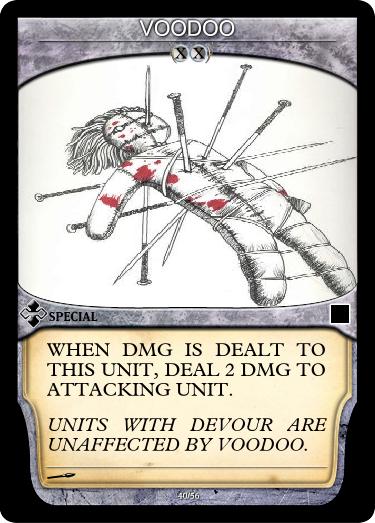 VOODOO
X X
SPECIAL
WHEN DMG IS DEALT TO
THIS UNIT, DEAL 2 DMG TO
ATTACKING UNIT.
UNITS WITH DEVOUR ARE
UNAFFECTED BY VOODOO.
40/56